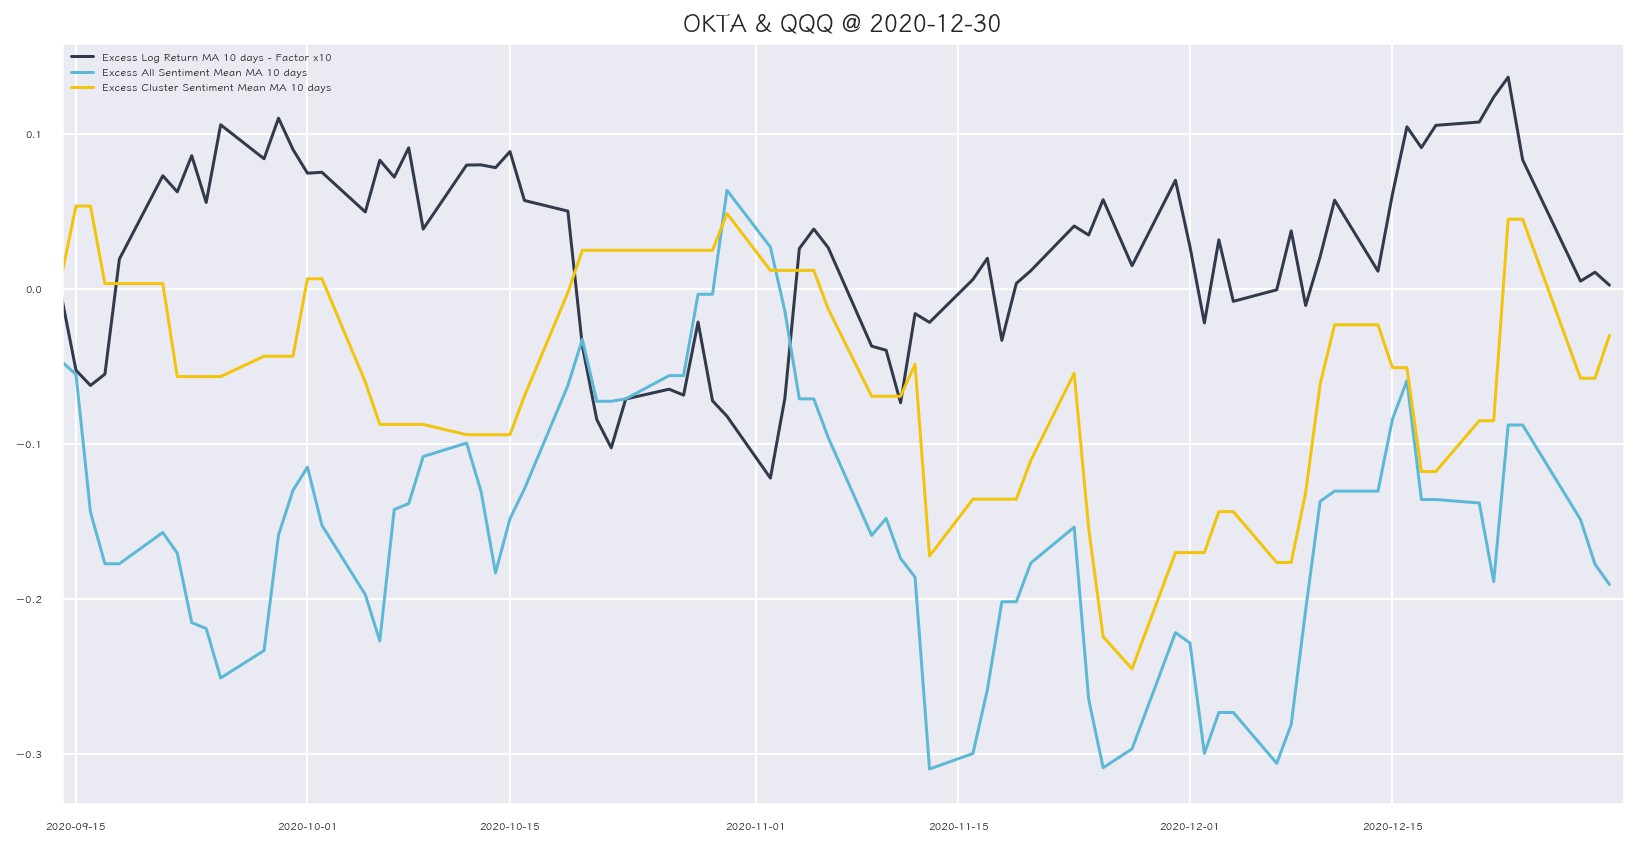 OKTA & QQQ @ 2020-12-30
Excess Log Return MA 10 days - Factor x10
Excess All Sentiment Mean MA 10 days
Excess Cluster Sentiment Mean MA 10 days
0.1
0.0
−0.1
−0.2
−0.3
2020-09-15 2020-10-01 2020-10-15 2020-11-01 2020-11-15 2020-12-01 2020-12-15